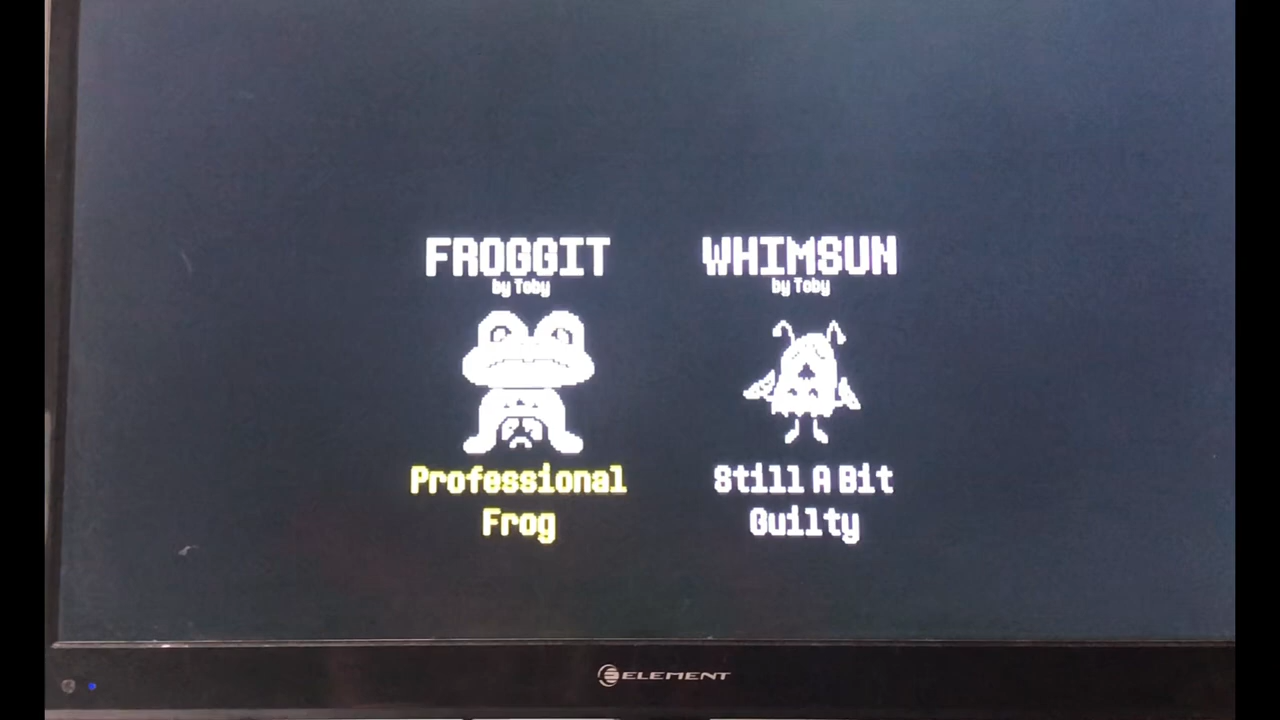 FROGGIT
by Toby
Professional
Frog
WHIMSUN
by Toby
Still A Bit
Guilty
ELEMENT